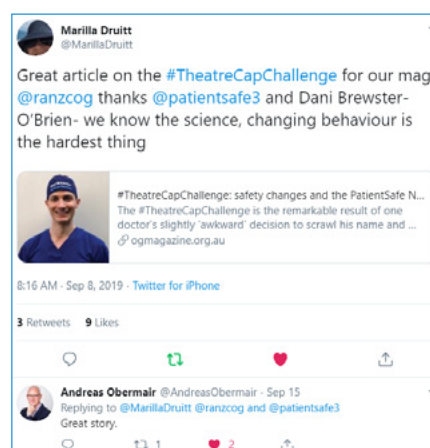 Marilla Druitt
@MarillaDruitt
Great article on the #TheatreCapChallenge for our mag
@ranzcog thanks @patientsafe3 and Dani Brewster-
O'Brien- we know the science, changing behaviour is
the hardest thing
#TheatreCapChallenge: safety changes and the PatientSafe N...
The #TheatreCapChallenge is the remarkable result of one
doctor's slightly 'awkward' decision to scrawl his name and ...
ogmagazine.org.au
8:16 AM · Sep 8, 2019 · Twitter for iPhone
3 Retweets 9 Likes
Andreas Obermair @AndreasObermair · Sep 15
Replying to @MarillaDruitt @ranzcog and @patientsafe3
Great story.
1 2